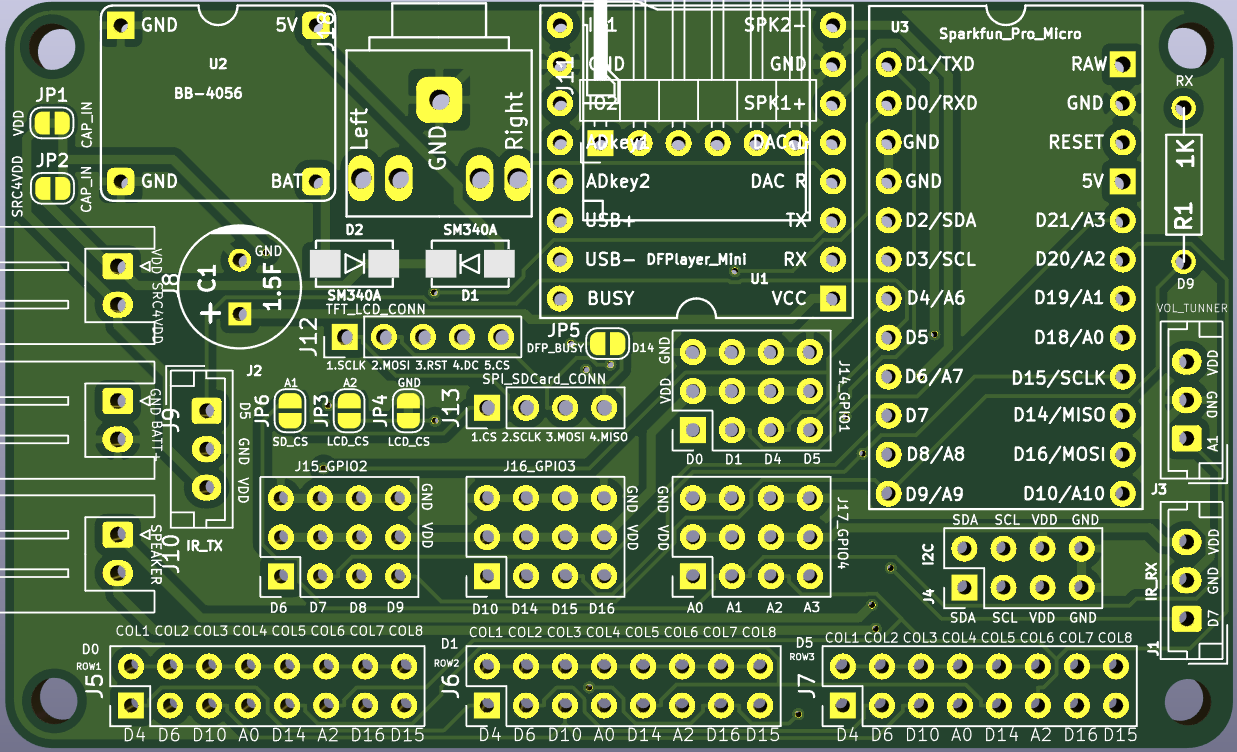 GND
5V
J18
U2
BB-4056
GND
BAT
JP1
VDD
CAP_IN
JP2
SRC4VDD
CAP_IN
Left
GND
Right
J11
IO1
SPK2-
GND
GND
IO2
SPK1+
ADkey1
DAC L
ADkey2
DAC R
USB+
TX
USB-
DFPlayer_Mini
RX
U1
BUSY
VCC
U3
Sparkfun_Pro_Micro
D1/TXD
RAW
D0/RXD
GND
GND
RESET
GND
5V
D2/SDA
D21/A3
D3/SCL
D20/A2
D4/A6
D19/A1
D5
D18/A0
D6/A7
D15/SCLK
D7
D14/MISO
D8/A8
D16/MOSI
D9/A9
D10/A10
RX
1K
R1
D9
VDD SRC4VDD
J8
GND
C1
1.5F
+
D2
SM340A
SM340A
D1
TFT_LCD_CONN
J12
1.SCLK 2.MOSI 3.RST 4.DC 5.CS
JP5
DFP_BUSY
D14
VOL_TUNNER
VDD
GND
A1
J3
J2
J9
GND BATT+
D5
GND
VDD
IR_TX
A1
JP6
SD_CS
A2
JP3
LCD_CS
GND
JP4
LCD_CS
SPI_SDCard_CONN
J13
1.CS 2.SCLK 3.MOSI 4.MISO
GND
VDD
J14_GPIO1
D0 D1 D4 D5
SPEAKER
J10
J15_GPIO2
GND
VDD
D6 D7 D8 D9
J16_GPIO3
GND
VDD
D10 D14 D15 D16
J17_GPIO4
A0 A1 A2 A3
SDA SCL VDD GND
I2C
J4
SDA SCL VDD GND
VDD
GND
D7
IR_RX
J1
COL1 COL2 COL3 COL4 COL5 COL6 COL7 COL8
D0
ROW1
J5
D4 D6 D10 A0 D14 A2 D16 D15
COL1 COL2 COL3 COL4 COL5 COL6 COL7 COL8
D1
ROW2
J6
D4 D6 D10 A0 D14 A2 D16 D15
COL1 COL2 COL3 COL4 COL5 COL6 COL7 COL8
D5
ROW3
J7
D4 D6 D10 A0 D14 A2 D16 D15